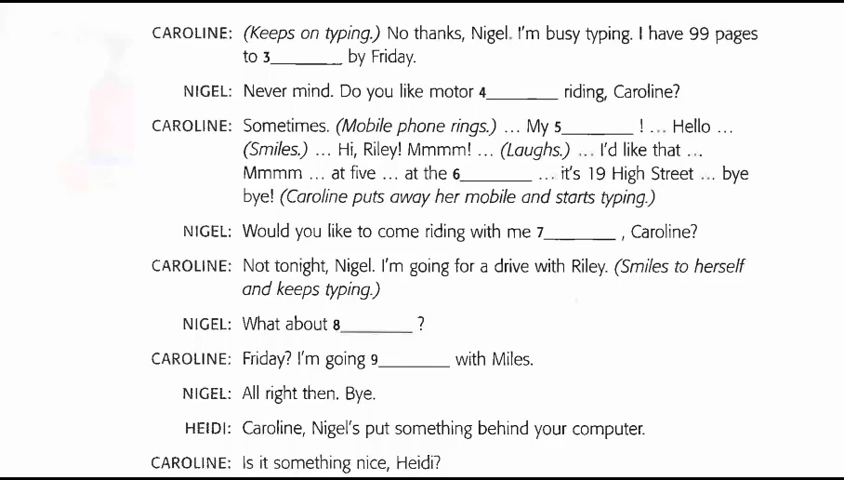 CAROLINE: (Keeps on typing.) No thanks, Nigel. I'm busy typing. I have 99 pages
to 3________ by Friday.
NIGEL: Never mind. Do you like motor 4________ riding, Caroline?
CAROLINE: Sometimes. (Mobile phone rings.) ... My 5________ ! ... Hello ...
(Smiles.) ... Hi, Riley! Mmmm! ... (Laughs.) ... I'd like that ...
Mmmm ... at five ... at the 6________ ... it's 19 High Street ... bye
bye! (Caroline puts away her mobile and starts typing.)
NIGEL: Would you like to come riding with me 7________ , Caroline?
CAROLINE: Not tonight, Nigel. I'm going for a drive with Riley. (Smiles to herself
and keeps typing.)
NIGEL: What about 8________ ?
CAROLINE: Friday? I'm going 9________ with Miles.
NIGEL: All right then. Bye.
HEIDI: Caroline, Nigel's put something behind your computer.
CAROLINE: Is it something nice, Heidi?